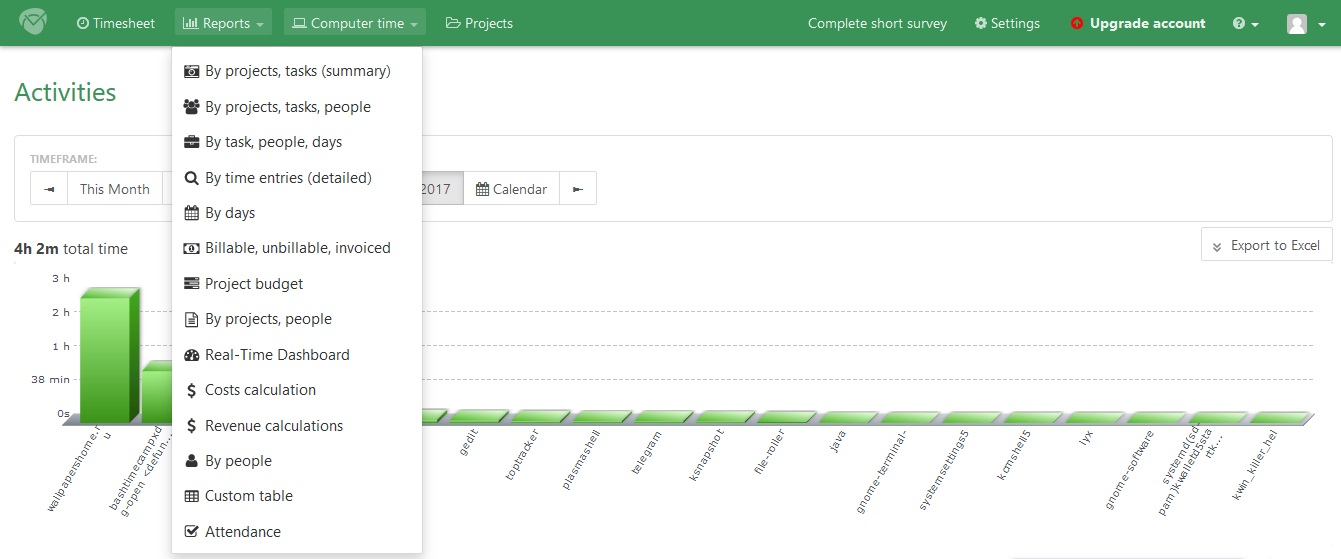 Timesheet
Reports
Computer time
Projects
Complete short survey
Settings
Upgrade account
By projects, tasks (summary)
By projects, tasks, people
By task, people, days
By time entries (detailed)
By days
Billable, unbillable, invoiced
Project budget
By projects, people
Real-Time Dashboard
Costs calculation
Revenue calculations
By people
Custom table
Attendance
Activities
TIMEFRAME:
This Month
2017
Calendar
4h 2m total time
Export to Excel
3 h
2 h
1 h
38 min
0s
wallpapershome.r
u
bashtimecampxd
g-open <defun...
gedit
toptracker
plasmashell
telegram
ksnapshot
file-roller
java
gnome-terminal-
systemsettings5
kcmshell5
lyx
gnome-software
systemd(sd-
pam)kwalletd5sta
rtk...
kwin_killer_hel